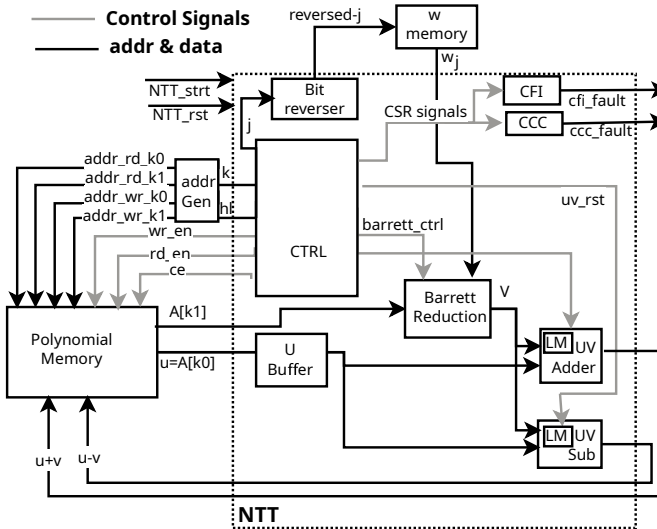 Control Signals
addr & data
reversed-j
w
memory
wj
NTT_strt
NTT_rst
Bit
reverser
j
CSR signals
CFI
cfi_fault
CCC
ccc_fault
addr_rd_k0
addr_rd_k1
addr_wr_k0
addr_wr_k1
addr
Gen
k
hl
wr_en
rd_en
ce
CTRL
uv_rst
barrett_ctrl
Polynomial
Memory
A[k1]
u=A[k0]
Barrett
Reduction
V
U
Buffer
LM UV
Adder
LM UV
Sub
u+v
u-v
NTT